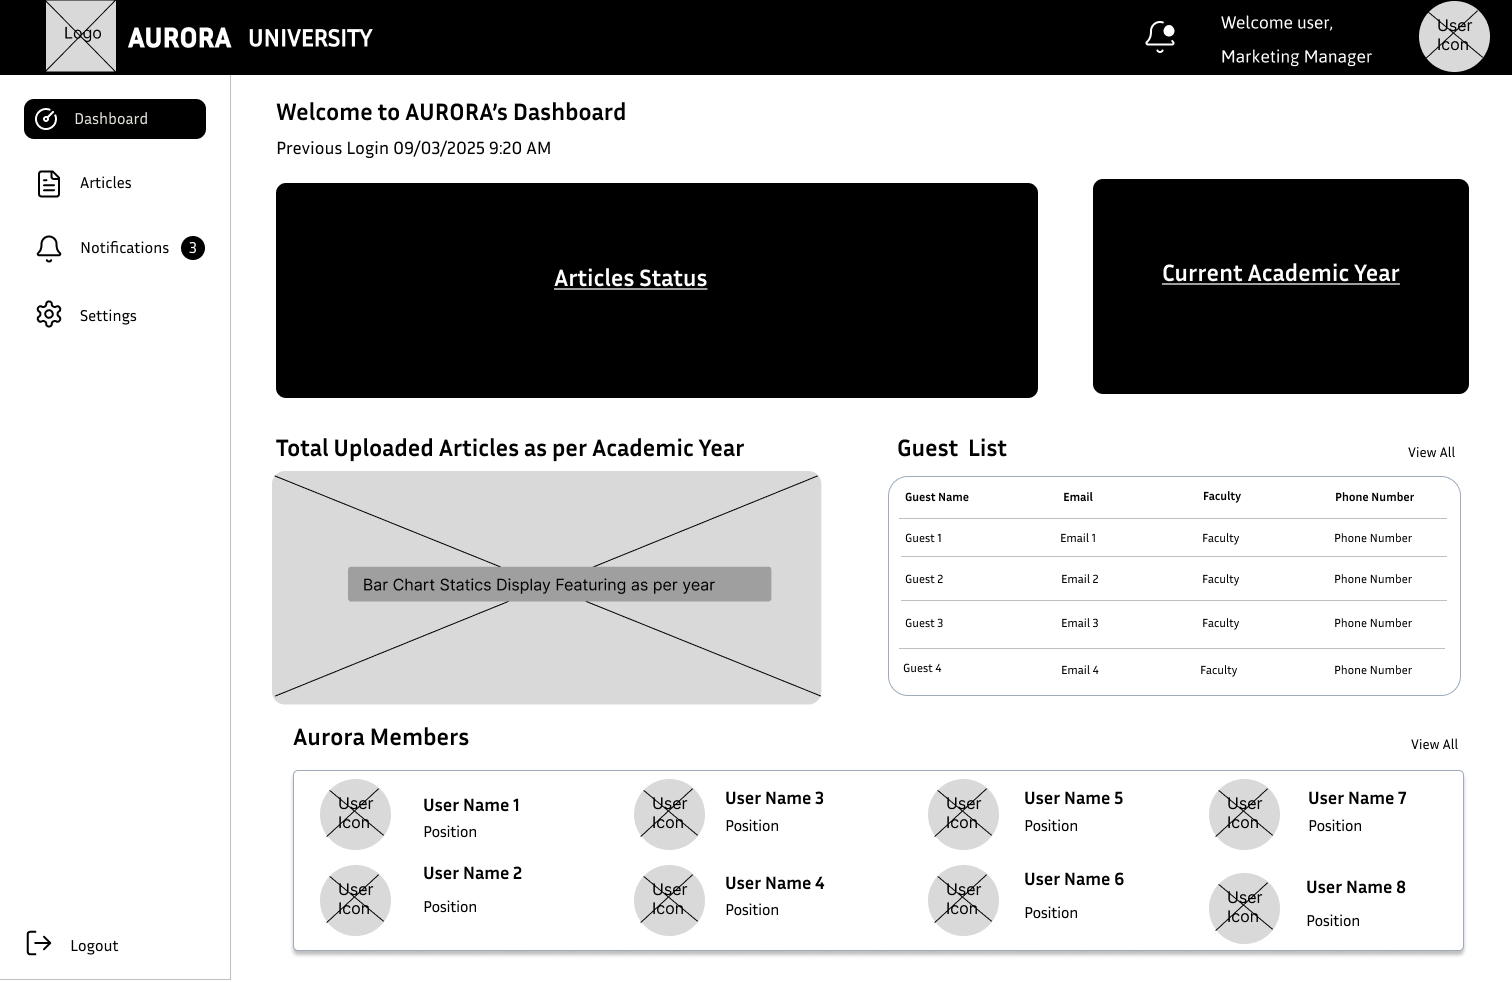 Logo
AURORA UNIVERSITY
Welcome user,
Marketing Manager
User
Icon
Dashboard
Articles
Notifications 3
Settings
Logout
Welcome to AURORA’s Dashboard
Previous Login 09/03/2025 9:20 AM
Articles Status
Current Academic Year
Total Uploaded Articles as per Academic Year
Bar Chart Statics Display Featuring as per year
Guest List
View All
Guest Name Email Faculty Phone Number
Guest 1 Email 1 Faculty Phone Number
Guest 2 Email 2 Faculty Phone Number
Guest 3 Email 3 Faculty Phone Number
Guest 4 Email 4 Faculty Phone Number
Aurora Members
View All
User
Icon
User Name 1
Position
User
Icon
User Name 3
Position
User
Icon
User Name 5
Position
User
Icon
User Name 7
Position
User
Icon
User Name 2
Position
User
Icon
User Name 4
Position
User
Icon
User Name 6
Position
User
Icon
User Name 8
Position